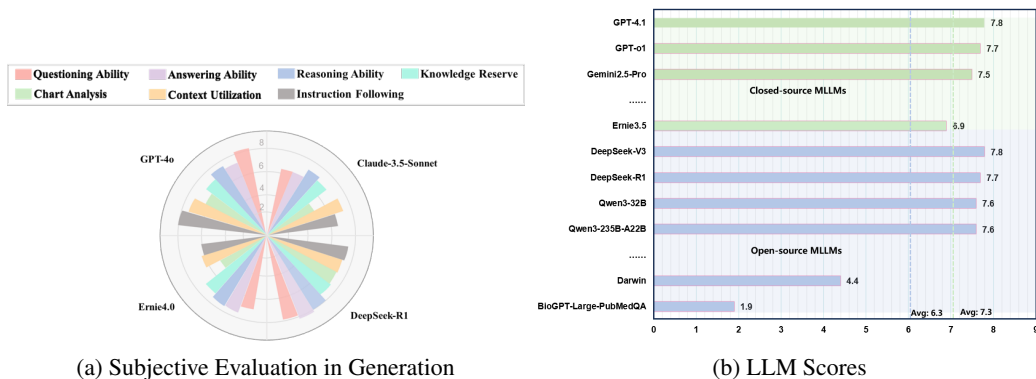 Questioning Ability
Answering Ability
Reasoning Ability
Knowledge Reserve
Chart Analysis
Context Utilization
Instruction Following
GPT-4o
Claude-3.5-Sonnet
Ernie4.0
DeepSeek-R1
8
6
4
2
(a) Subjective Evaluation in Generation
GPT-4.1 7.8
GPT-o1 7.7
Gemini2.5-Pro 7.5
Closed-source MLLMs
......
Ernie3.5 6.9
DeepSeek-V3 7.8
DeepSeek-R1 7.7
Qwen3-32B 7.6
Qwen3-235B-A22B 7.6
Open-source MLLMs
......
Darwin 4.4
BioGPT-Large-PubMedQA 1.9
Avg: 6.3 Avg: 7.3
0 1 2 3 4 5 6 7 8 9
(b) LLM Scores